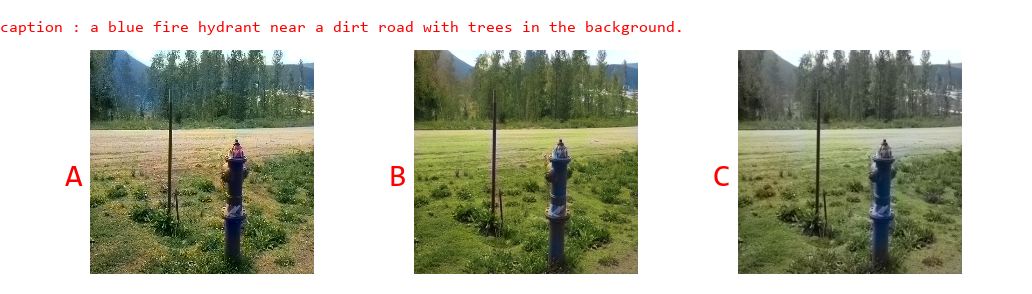 caption : a blue fire hydrant near a dirt road with trees in the background.
A B C